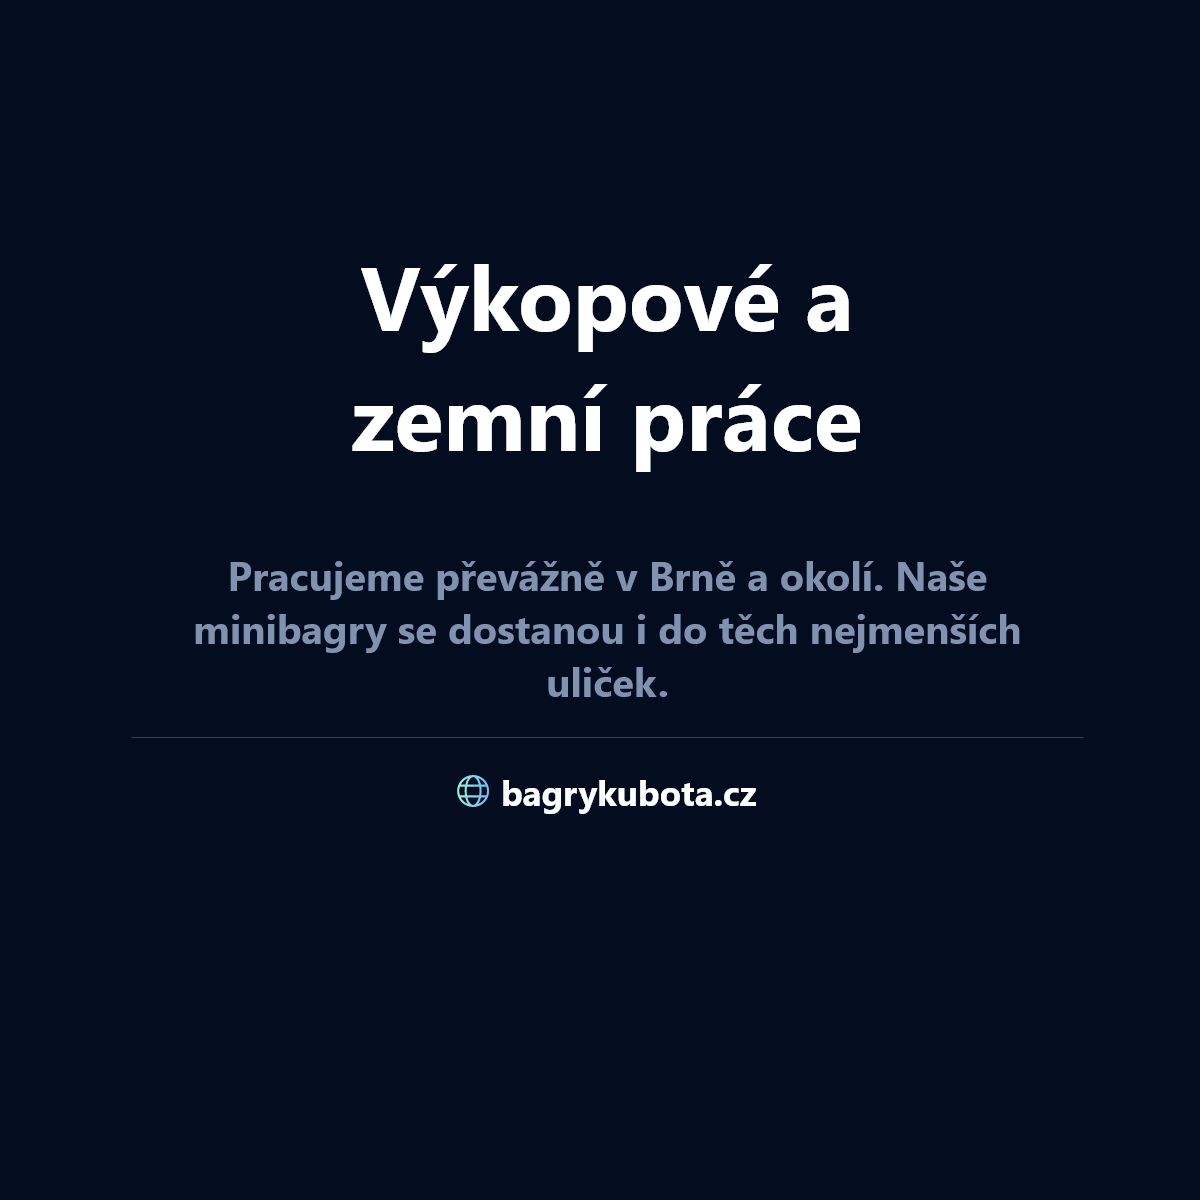 Výkopové a
zemní práce
Pracujeme převážně v Brně a okolí. Naše
minibagry se dostanou i do těch nejmenších
uliček.
bagrykubota.cz